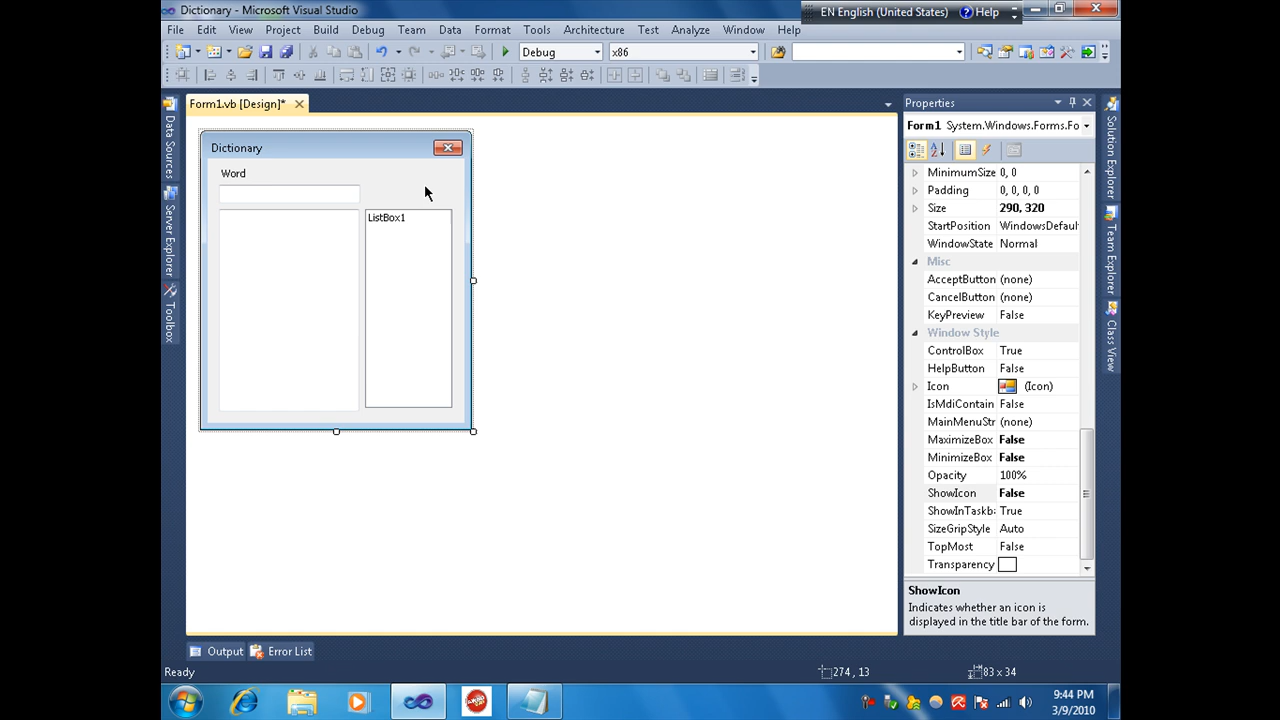 Dictionary - Microsoft Visual Studio
EN English (United States)
Help
File Edit View Project Build Debug Team Data Format Tools Architecture Test Analyze Window Help
Debug
x86
Form1.vb [Design]*
Data Sources
Server Explorer
Toolbox
Dictionary
Word
ListBox1
Properties
Form1 System.Windows.Forms.Fo
MinimumSize 0, 0
Padding 0, 0, 0, 0
Size 290, 320
StartPosition WindowsDefaul
WindowState Normal
Misc
AcceptButton (none)
CancelButton (none)
KeyPreview False
Window Style
ControlBox True
HelpButton False
Icon (Icon)
IsMdiContain False
MainMenuStr (none)
MaximizeBox False
MinimizeBox False
Opacity 100%
ShowIcon False
ShowInTaskb True
SizeGripStyle Auto
TopMost False
Transparency
ShowIcon
Indicates whether an icon is
displayed in the title bar of the form.
Solution Explorer
Team Explorer
Class View
Output
Error List
Ready
274 , 13
83 x 34
9:44 PM
3/9/2010